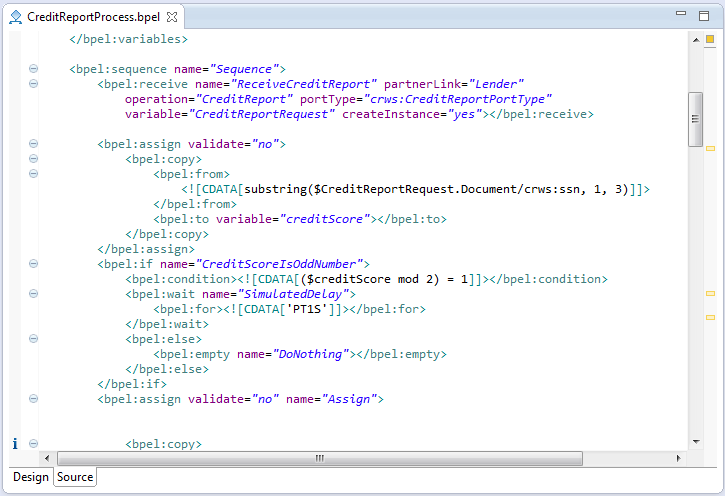 CreditReportProcess.bpel
</bpel:variables>
<bpel:sequence name="Sequence">
<bpel:receive name="ReceiveCreditReport" partnerLink="Lender"
operation="CreditReport" portType="crws:CreditReportPortType"
variable="CreditReportRequest" createInstance="yes"></bpel:receive>
<bpel:assign validate="no">
<bpel:copy>
<bpel:from>
<![CDATA[substring($CreditReportRequest.Document/crws:ssn, 1, 3)]]>
</bpel:from>
<bpel:to variable="creditScore"></bpel:to>
</bpel:copy>
</bpel:assign>
<bpel:if name="CreditScoreIsOddNumber">
<bpel:condition><![CDATA[($creditScore mod 2) = 1]]></bpel:condition>
<bpel:wait name="SimulatedDelay">
<bpel:for><![CDATA['PT1S']]></bpel:for>
</bpel:wait>
<bpel:else>
<bpel:empty name="DoNothing"></bpel:empty>
</bpel:else>
</bpel:if>
<bpel:assign validate="no" name="Assign">
<bpel:copy>
Design Source